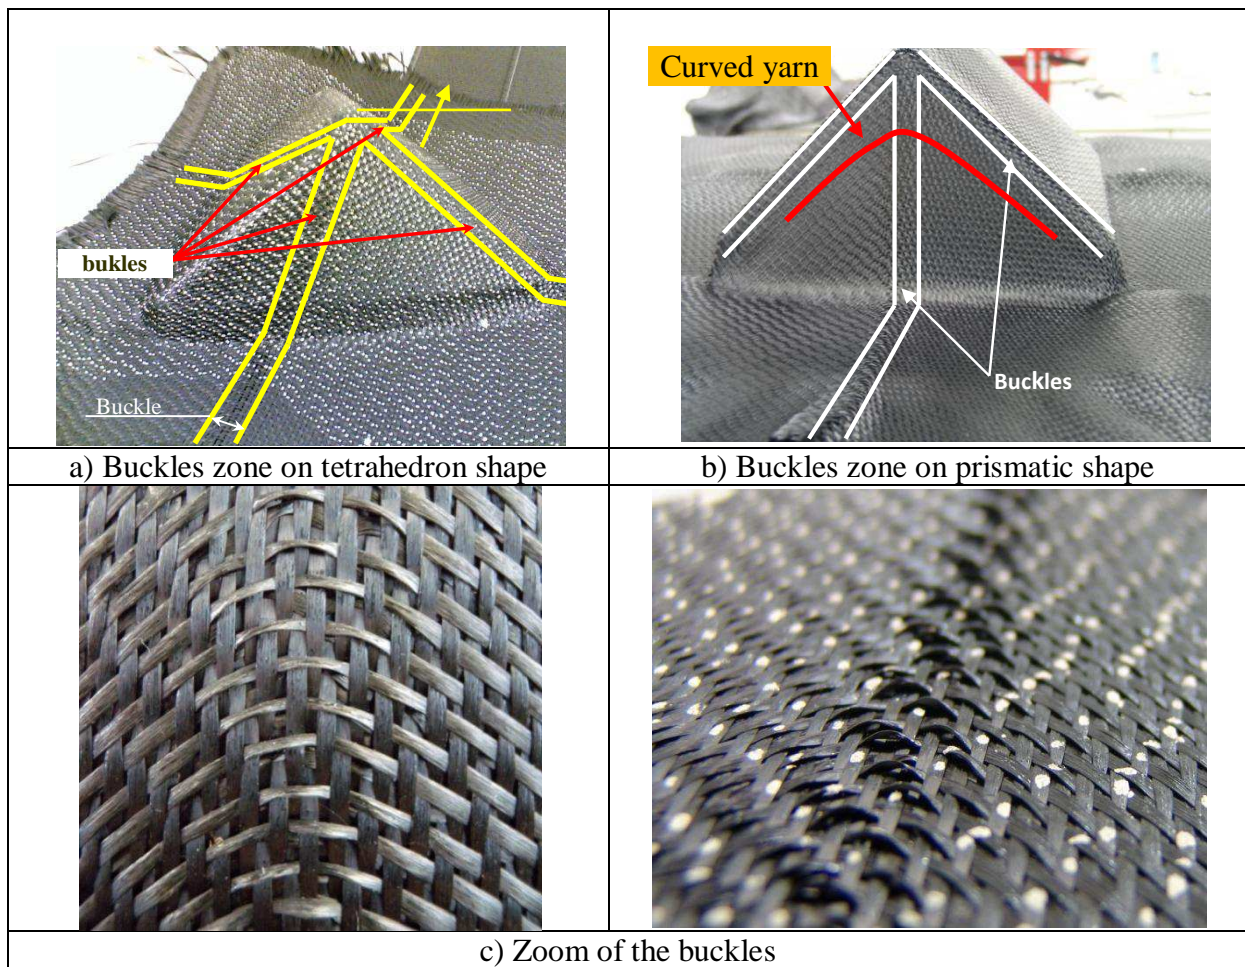 bukles
Buckle
Curved yarn
Buckles
a) Buckles zone on tetrahedron shape
b) Buckles zone on prismatic shape
c) Zoom of the buckles